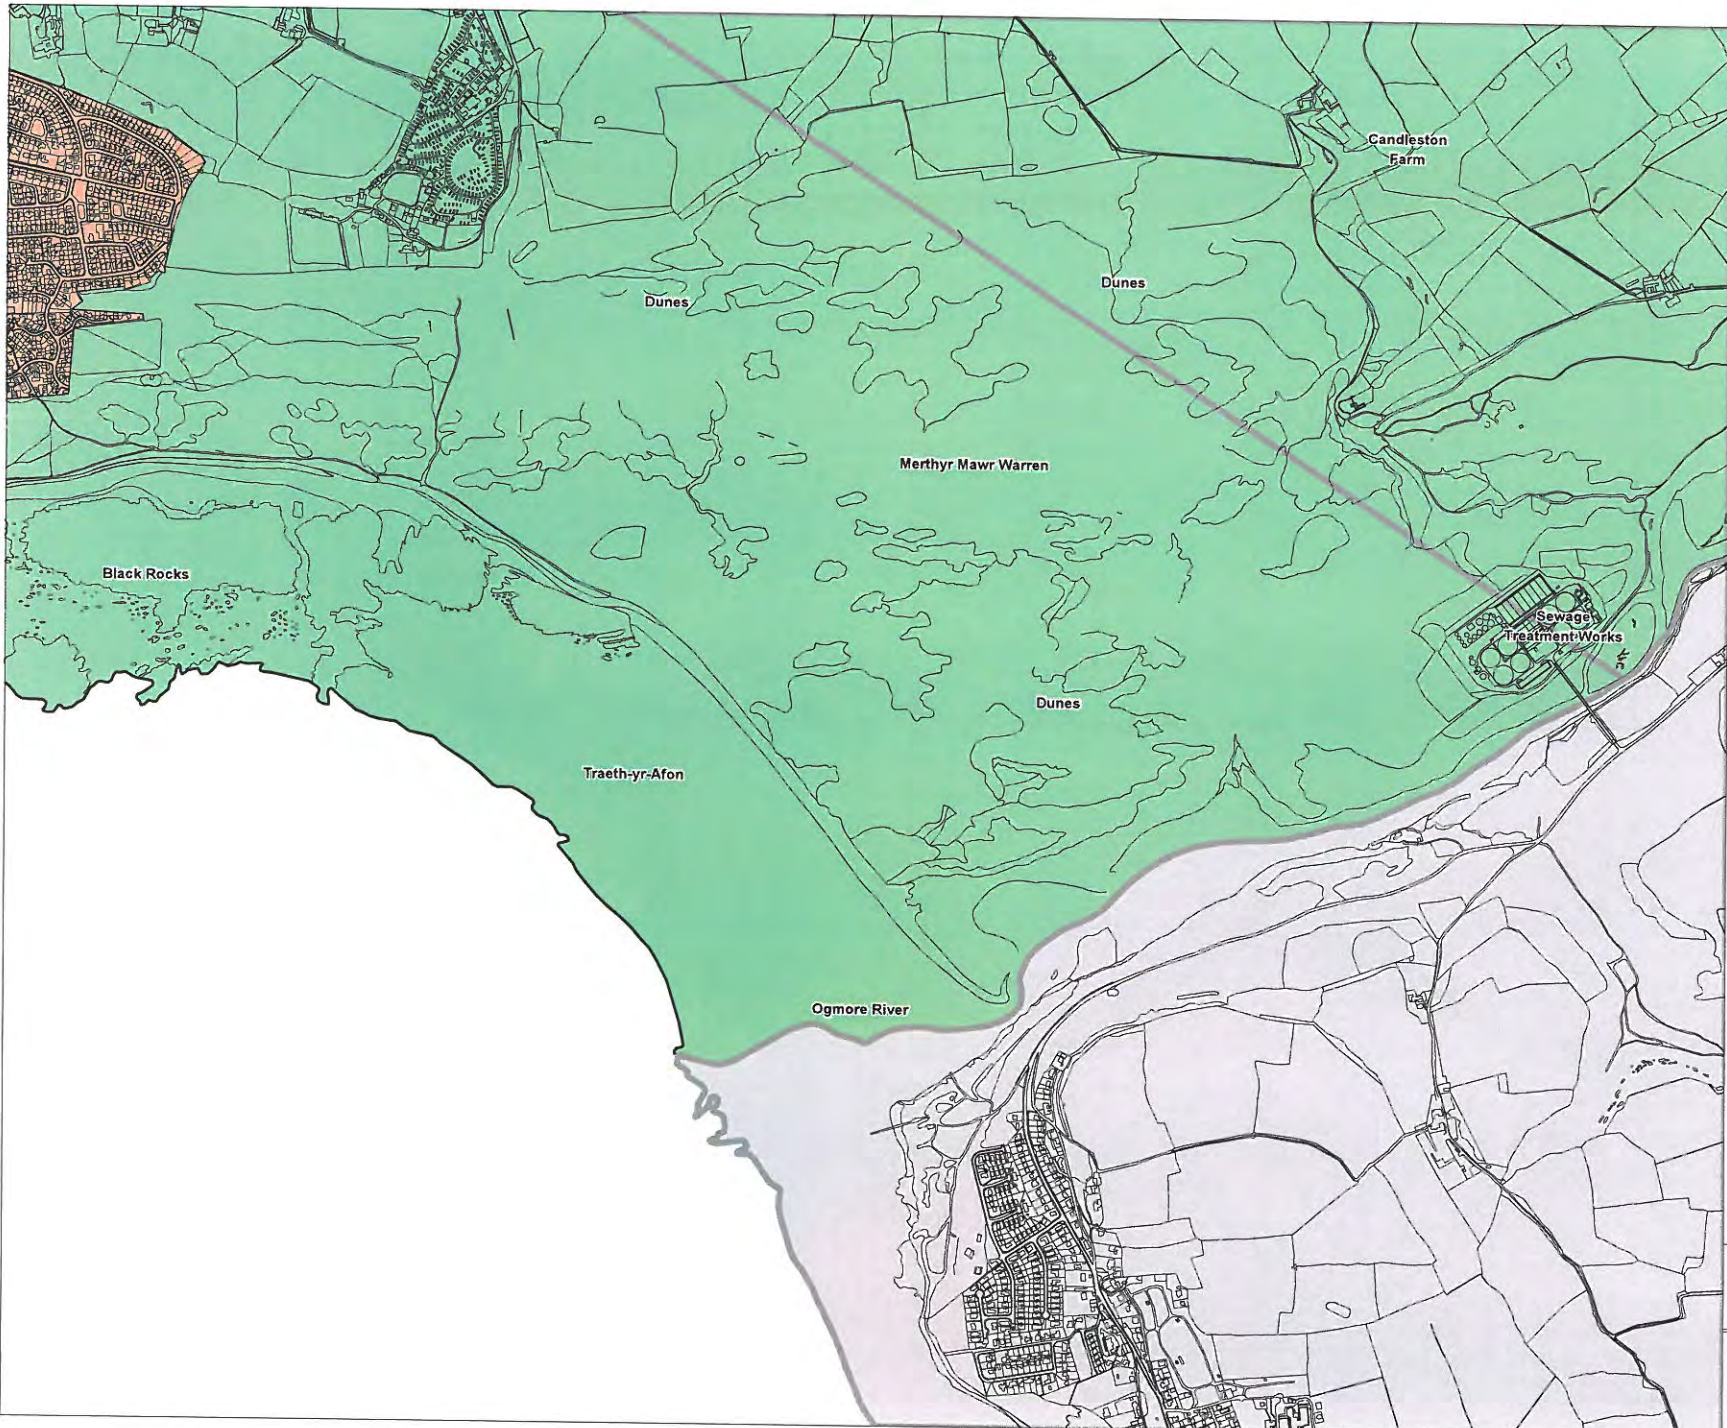 Candleston
Farm
Dunes
Dunes
Merthyr Mawr Warren
Black Rocks
Sewage
Treatment Works
Dunes
Traeth-yr-Afon
Ogmore River